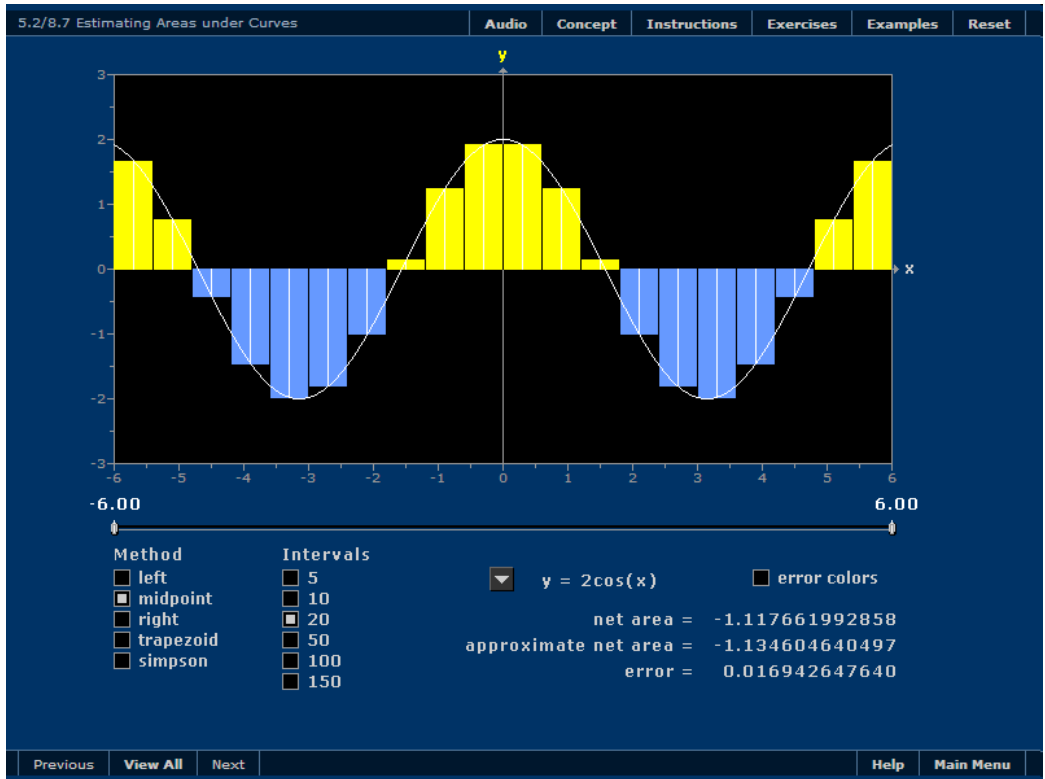 5.2/8.7 Estimating Areas under Curves Audio Concept Instructions Exercises Examples Reset
y
3
2
1
0 x
-1
-2
-3
-6 -5 -4 -3 -2 -1 0 1 2 3 4 5 6
-6.00 6.00
Method Intervals
left 5 y = 2cos(x) error colors
midpoint 10
right 20 net area = -1.117661992858
trapezoid 50 approximate net area = -1.134604640497
simpson 100 error = 0.016942647640
150
Previous View All Next Help Main Menu